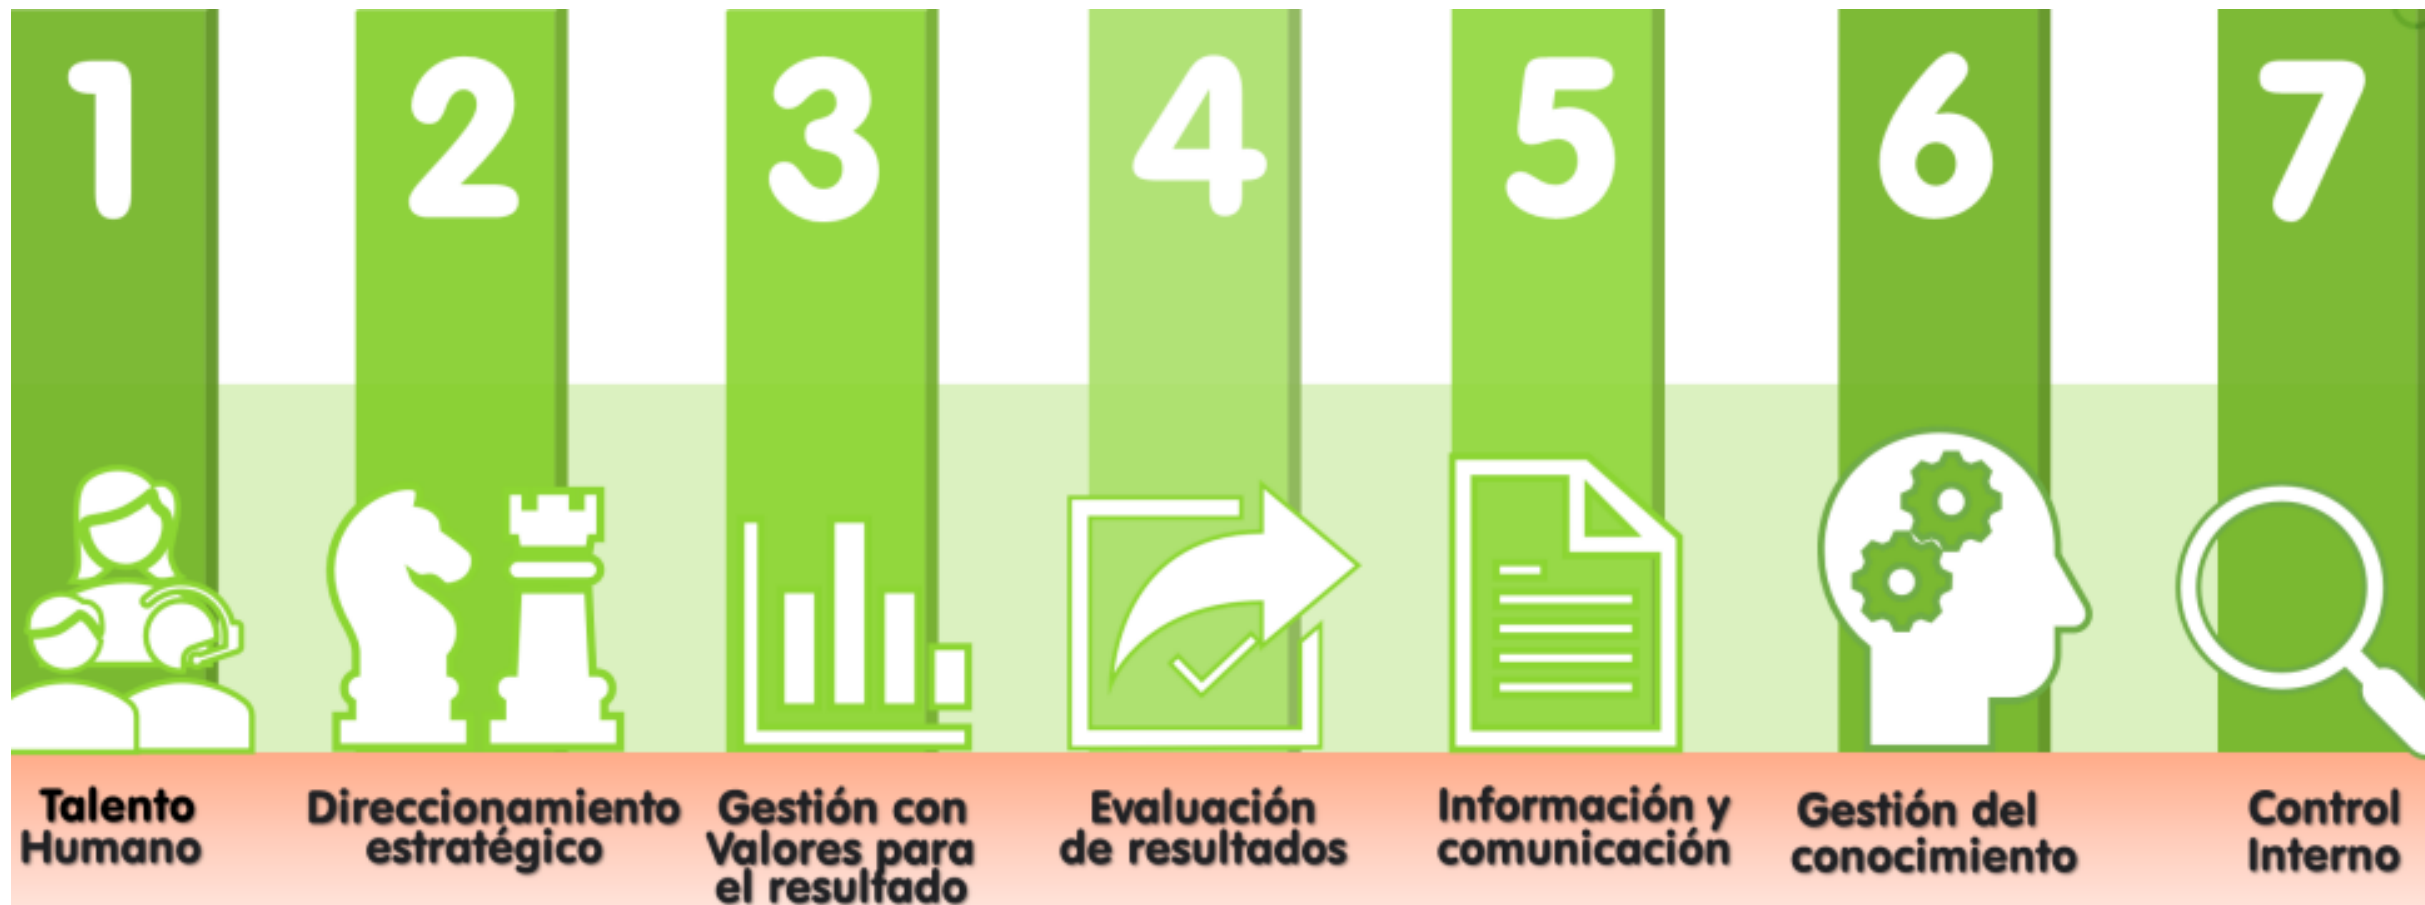 1
2
3
4
5
6
7
Talento
Humano
Direccionamiento
estratégico
Gestión con
Valores para
el resultado
Evaluación
de resultados
Información y
comunicación
Gestión del
conocimiento
Control
Interno